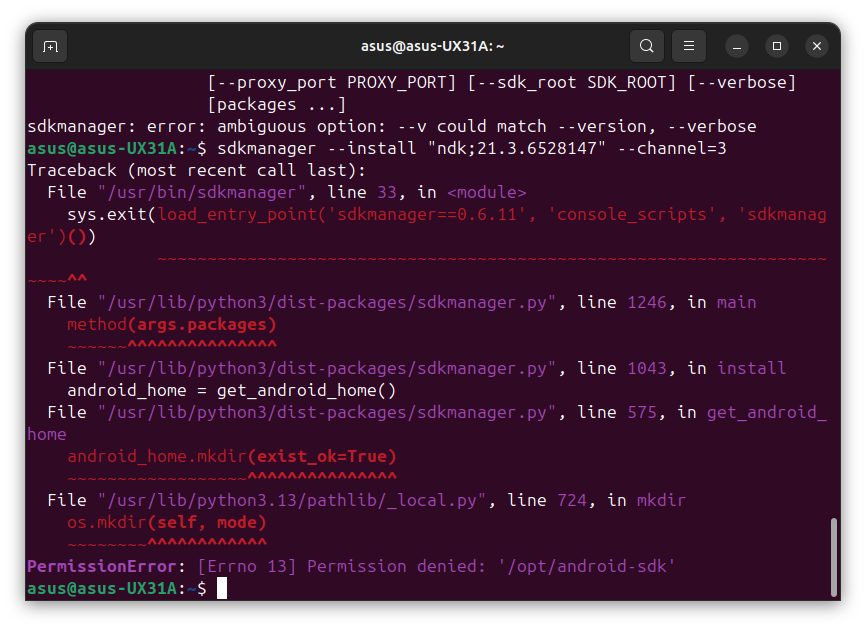 asus@asus-UX31A: ~
                  [--proxy_port PROXY_PORT] [--sdk_root SDK_ROOT] [--verbose]
                  [packages ...]
sdkmanager: error: ambiguous option: --v could match --version, --verbose
asus@asus-UX31A:~$ sdkmanager --install "ndk;21.3.6528147" --channel=3
Traceback (most recent call last):
  File "/usr/bin/sdkmanager", line 33, in <module>
    sys.exit(load_entry_point('sdkmanager==0.6.11', 'console_scripts', 'sdkmanag
er')())
             ~~~~~~~~~~~~~~~~~~~~~~~~~~~~~~~~~~~~~~~~~~~~~~~~~~~~~~~~~~~~~~~~~~~
~~~~^^
  File "/usr/lib/python3/dist-packages/sdkmanager.py", line 1246, in main
    method(args.packages)
    ~~~~~~^^^^^^^^^^^^^^^
  File "/usr/lib/python3/dist-packages/sdkmanager.py", line 1043, in install
    android_home = get_android_home()
  File "/usr/lib/python3/dist-packages/sdkmanager.py", line 575, in get_android_
home
    android_home.mkdir(exist_ok=True)
    ~~~~~~~~~~~~~~~~~~^^^^^^^^^^^^^^^
  File "/usr/lib/python3.13/pathlib/_local.py", line 724, in mkdir
    os.mkdir(self, mode)
    ~~~~~~~~^^^^^^^^^^^^
PermissionError: [Errno 13] Permission denied: '/opt/android-sdk'
asus@asus-UX31A:~$